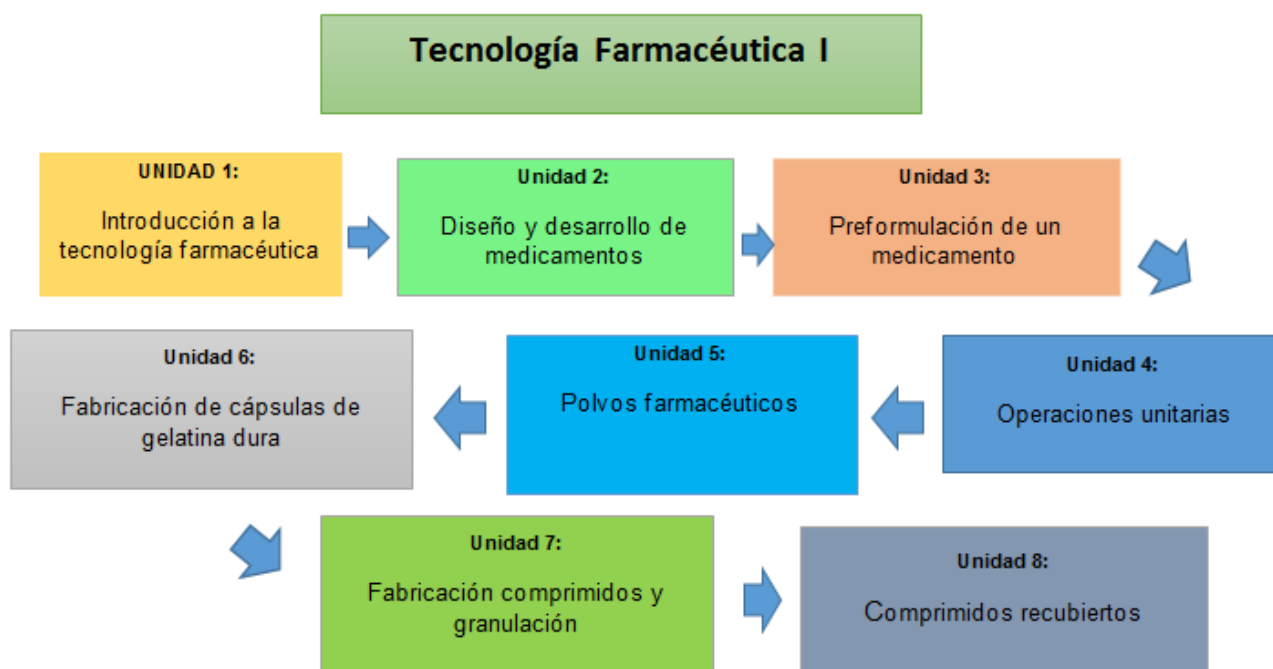 Tecnología Farmacéutica I
UNIDAD 1:
Introducción a la
tecnología farmacéutica
Unidad 2:
Diseño y desarrollo de
medicamentos
Unidad 3:
Preformulación de un
medicamento
Unidad 4:
Operaciones unitarias
Unidad 5:
Polvos farmacéuticos
Unidad 6:
Fabricación de cápsulas de
gelatina dura
Unidad 7:
Fabricación comprimidos y
granulación
Unidad 8:
Comprimidos recubiertos